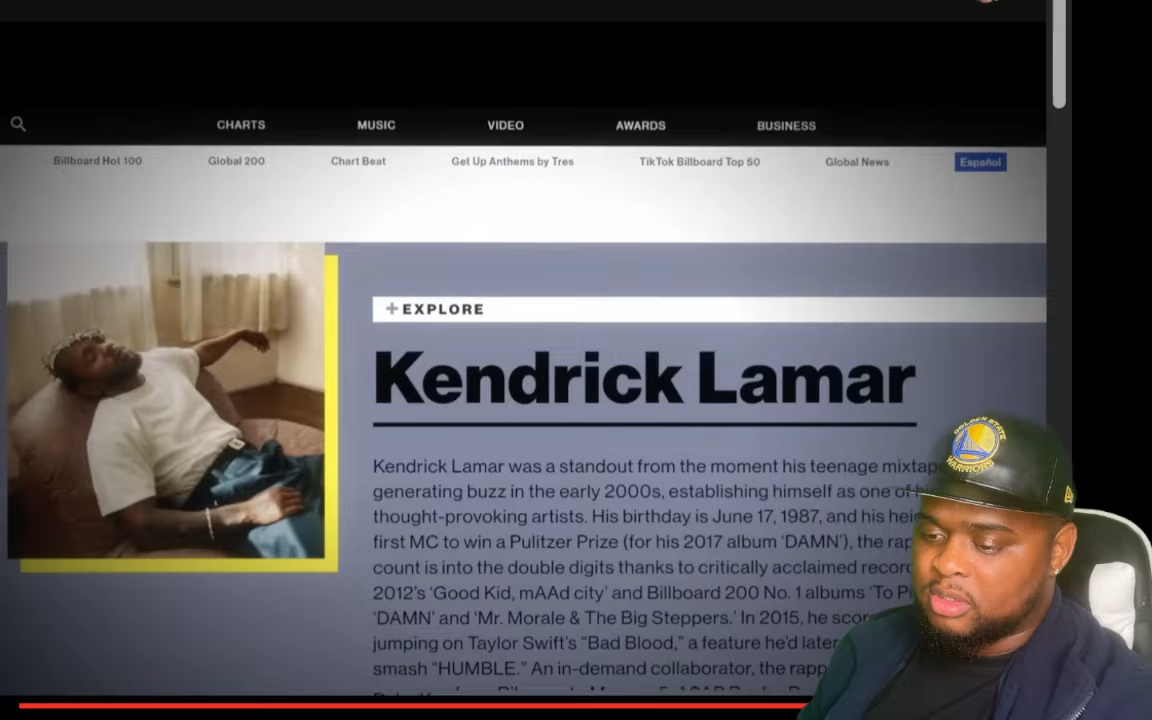 CHARTS MUSIC VIDEO AWARDS BUSINESS
Billboard Hot 100 Global 200 Chart Beat Get Up Anthems by Tres TikTok Billboard Top 50 Global News Español
+EXPLORE
Kendrick Lamar
Kendrick Lamar was a standout from the moment his teenage mixtap
generating buzz in the early 2000s, establishing himself as one of
thought-provoking artists. His birthday is June 17, 1987, and his hei
first MC to win a Pulitzer Prize (for his 2017 album 'DAMN'), the rap
count is into the double digits thanks to critically acclaimed recor
2012's 'Good Kid, mAAd city' and Billboard 200 No. 1 albums 'To Pi
'DAMN' and 'Mr. Morale & The Big Steppers.' In 2015, he scor
jumping on Taylor Swift's "Bad Blood," a feature he'd later
smash "HUMBLE." An in-demand collaborator, the rapp
GOLDEN STATE
WARRIORS